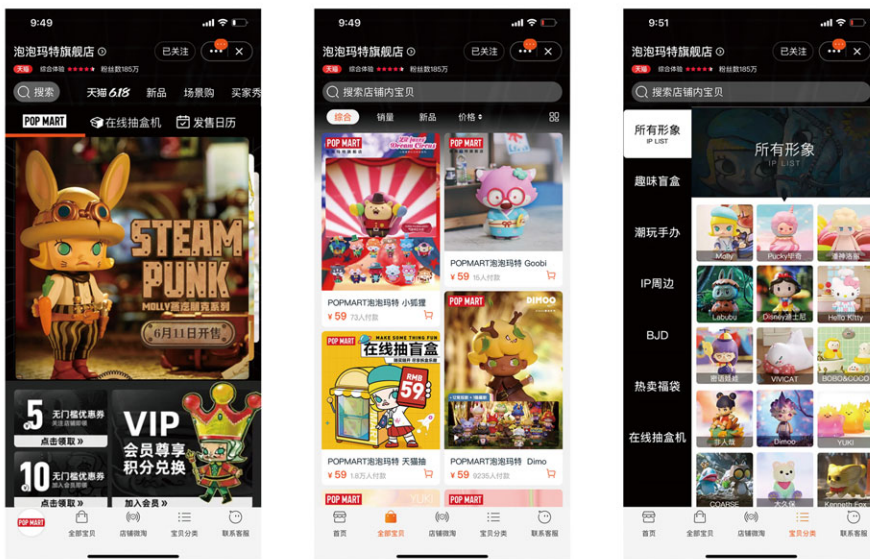 9:49
泡泡玛特旗舰店
已关注
天猫 综合体验 粉丝数185万
搜索
天猫6.18 新品 场景购 买家秀
POP MART 在线抽盒机 发售日历
STEAM
PUNK
MOLLY蒸汽朋克系列
6月11日开售
5 无门槛优惠券
点击领取》
10 无门槛优惠券
点击领取》
VIP
会员尊享
积分兑换
加入会员》
POP MART
全部宝贝 店铺微淘 宝贝分类 联系客服
9:49
泡泡玛特旗舰店
已关注
天猫 综合体验 粉丝数185万
搜索店铺内宝贝
综合 销量 新品 价格
POP MART
POPMART泡泡玛特 小狐狸
¥59 73人付款
POP MART
POPMART泡泡玛特 Goobi
¥59 15人付款
POP MART
MAKE SOME THING FUN
在线抽盲盒
RMB
59
POPMART泡泡玛特 天猫抽
¥59 1.8万人付款
POP MART
DIMOO
POPMART泡泡玛特 Dimo
¥59 9235人付款
POP MART
YUKI
POP MART
首页 全部宝贝 店铺微淘 宝贝分类 联系客服
9:51
泡泡玛特旗舰店
已关注
天猫 综合体验 粉丝数185万
搜索店铺内宝贝
所有形象
IP LIST
趣味盲盒
潮玩手办
IP周边
BJD
热卖福袋
在线抽盒机
所有形象
IP LIST
Molly
Pucky毕奇
Labubu
Disney迪士尼
Hello Kitty
VIVICAT
BOBO&COCO
Dimoo
YUKI
COARSE
大久保
Kenneth Fox
首页 全部宝贝 店铺微淘 宝贝分类 联系客服